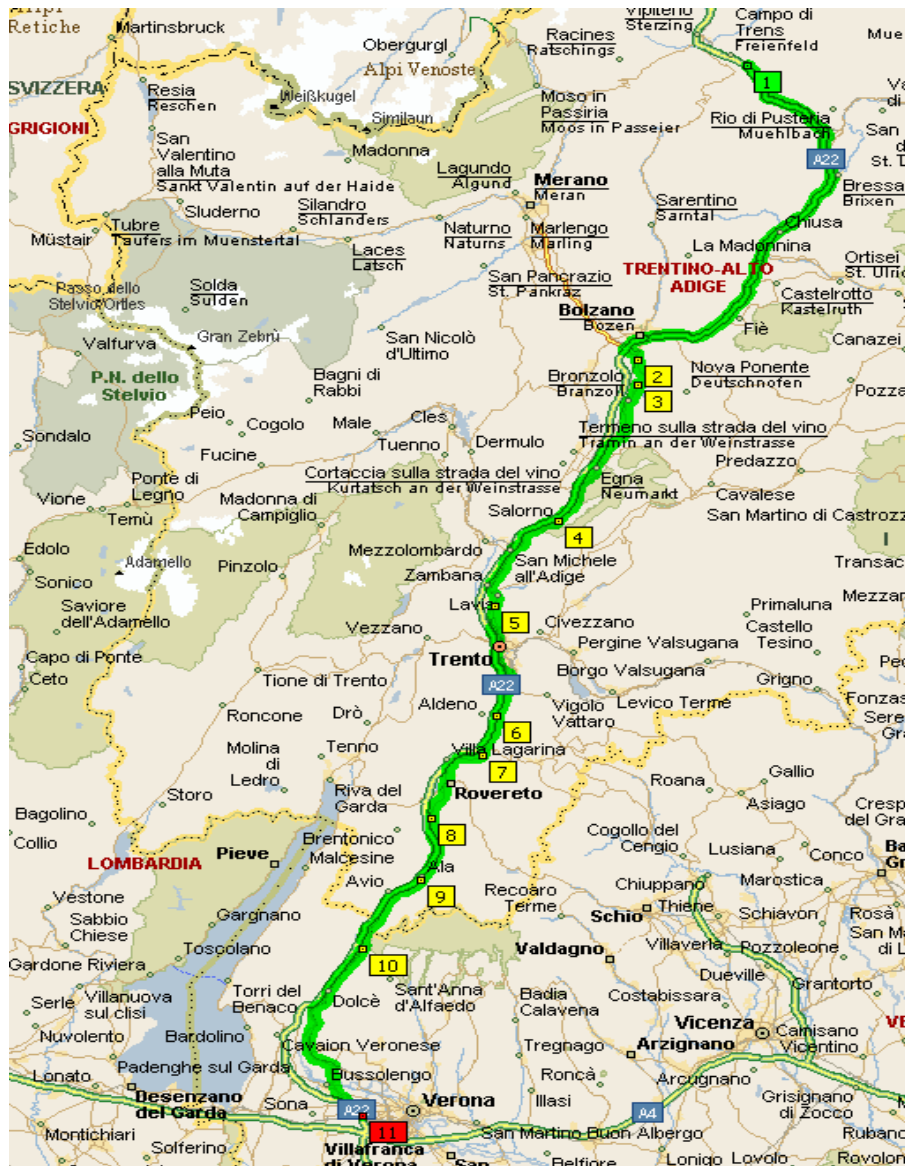 Alpi
Retiche
Martinsbruck
Vipiteno
Sterzing
Campo di
Trens
Freienfeld
Racines
Ratschings
Obergurgl
Alpi Venoste
SVIZZERA
Resia
Reschen
Weißkugel
1
Moso in
Passiria
Moos in Passeier
Rio di Pusteria
Muehlbach
GRIGIONI
San
Valentino
alla Muta
Sankt Valentin auf der Haide
Similaun
Madonna
Lagundo
Algund
Merano
Meran
A22
San
St.
Bressa
Brixen
Sluderno
Silandro
Schlanders
Sarentino
Sarntal
Müstair
Tubre
Taufers im Muenstertal
Naturno
Naturns
Marlengo
Marling
Chiusa
Laces
Latsch
La Madonnina
Ortisei
St. Ulric
San Pancrazio
St. Pankraz
TRENTINO-ALTO
ADIGE
Passo dello
Stelvio/Ortles
Solda
Sulden
Castelrotto
Kastelruth
Bolzano
Bozen
Fiè
Valfurva
Gran Zebrù
San Nicolò
d'Ultimo
Canazei
P.N. dello
Stelvio
Bagni di
Rabbi
Bronzolo
Branzoll
2
Nova Ponente
Deutschnofen
3
Pozza
Peio
Cogolo
Male
Cles
Termeno sulla strada del vino
Tramin an der Weinstrasse
Sondalo
Fucine
Tuenno
Dermulo
Predazzo
Ponte di
Legno
Cortaccia sulla strada del vino
Kurtatsch an der Weinstrasse
Egna
Neumarkt
Cavalese
Vione
Temù
Madonna di
Campiglio
Salorno
San Martino di Castrozz
4
Edolo
Adamello
Mezzolombardo
San Michele
all'Adige
I
Transac
Sonico
Pinzolo
Zambana
Mezzan
Saviore
dell'Adamello
Lavis
Primaluna
5
Civezzano
Castello
Tesino
Vezzano
Trento
Pergine Valsugana
Capo di Ponte
Ceto
Borgo Valsugana
Tione di Trento
A22
Grigno
Levico Terme
Fonzas
Roncone
Drò
Aldeno
Vigolo
Vattaro
6
Molina
di
Ledro
Tenno
Villa Lagarina
7
Gallio
Roana
Storo
Riva del
Garda
Rovereto
Asiago
Bagolino
Collio
8
Cogollo del
Cengio
Cresp
del Gra
LOMBARDIA
Pieve
Brentonico
Malcesine
Lusiana
Conco
Ala
Avio
Chiuppano
Marostica
Vestone
9
Recoaro
Terme
Thiene
Schio
Schiavon
Rosà
Sabbio
Chiese
Gargnano
Toscolano
Valdagno
Villaverla
Pozzoleone
Gardone Riviera
10
Dueville
Sant'Anna
d'Alfaedo
Grantorto
Serle
Villanuova
sul clisi
Torri del
Benaco
Dolcè
Badia
Calavena
Costabissara
Vicenza
Nuvolento
Bardolino
Cavaion Veronese
Tregnago
Arzignano
Camisano
Vicentino
Padenghe sul Garda
Lonato
Bussolengo
Roncà
Arcugnano
Desenzano
del Garda
Sona
A22
Verona
Illasi
A4
Grisignano
di Zocco
Montichiari
11
San Martino Buon Albergo
Rubano
Solferino
Villafranca
di Verona
San
Belfiore
Lonigo
Lovolo
Rovolon